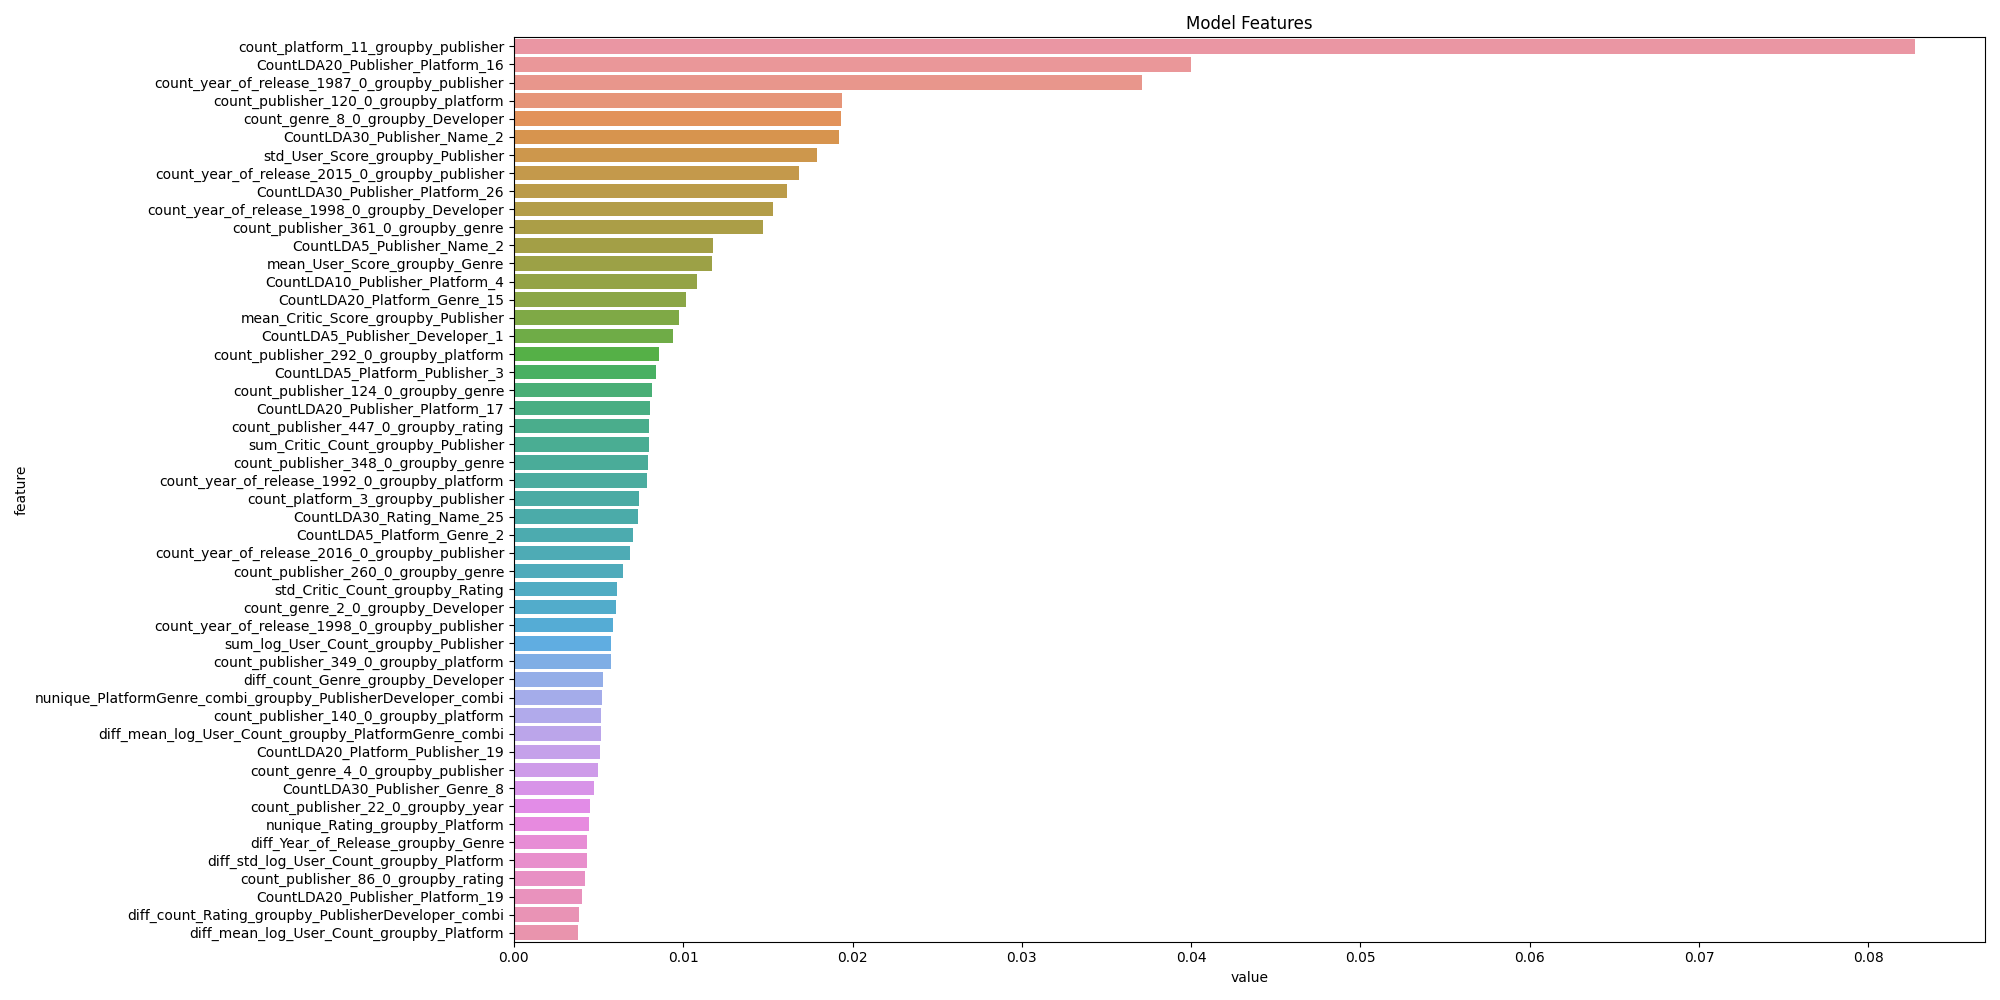 Model Features
count_platform_11_groupby_publisher
CountLDA20_Publisher_Platform_16
count_year_of_release_1987_0_groupby_publisher
count_publisher_120_0_groupby_platform
count_genre_8_0_groupby_Developer
CountLDA30_Publisher_Name_2
std_User_Score_groupby_Publisher
count_year_of_release_2015_0_groupby_publisher
CountLDA30_Publisher_Platform_26
count_year_of_release_1998_0_groupby_Developer
count_publisher_361_0_groupby_genre
CountLDA5_Publisher_Name_2
mean_User_Score_groupby_Genre
CountLDA10_Publisher_Platform_4
CountLDA20_Platform_Genre_15
mean_Critic_Score_groupby_Publisher
CountLDA5_Publisher_Developer_1
count_publisher_292_0_groupby_platform
CountLDA5_Platform_Publisher_3
count_publisher_124_0_groupby_genre
CountLDA20_Publisher_Platform_17
count_publisher_447_0_groupby_rating
sum_Critic_Count_groupby_Publisher
count_publisher_348_0_groupby_genre
count_year_of_release_1992_0_groupby_platform
count_platform_3_groupby_publisher
CountLDA30_Rating_Name_25
CountLDA5_Platform_Genre_2
count_year_of_release_2016_0_groupby_publisher
count_publisher_260_0_groupby_genre
std_Critic_Count_groupby_Rating
count_genre_2_0_groupby_Developer
count_year_of_release_1998_0_groupby_publisher
sum_log_User_Count_groupby_Publisher
count_publisher_349_0_groupby_platform
diff_count_Genre_groupby_Developer
nunique_PlatformGenre_combi_groupby_PublisherDeveloper_combi
count_publisher_140_0_groupby_platform
diff_mean_log_User_Count_groupby_PlatformGenre_combi
CountLDA20_Platform_Publisher_19
count_genre_4_0_groupby_publisher
CountLDA30_Publisher_Genre_8
count_publisher_22_0_groupby_year
nunique_Rating_groupby_Platform
diff_Year_of_Release_groupby_Genre
diff_std_log_User_Count_groupby_Platform
count_publisher_86_0_groupby_rating
CountLDA20_Publisher_Platform_19
diff_count_Rating_groupby_PublisherDeveloper_combi
diff_mean_log_User_Count_groupby_Platform
feature
0.00 0.01 0.02 0.03 0.04 0.05 0.06 0.07 0.08
value